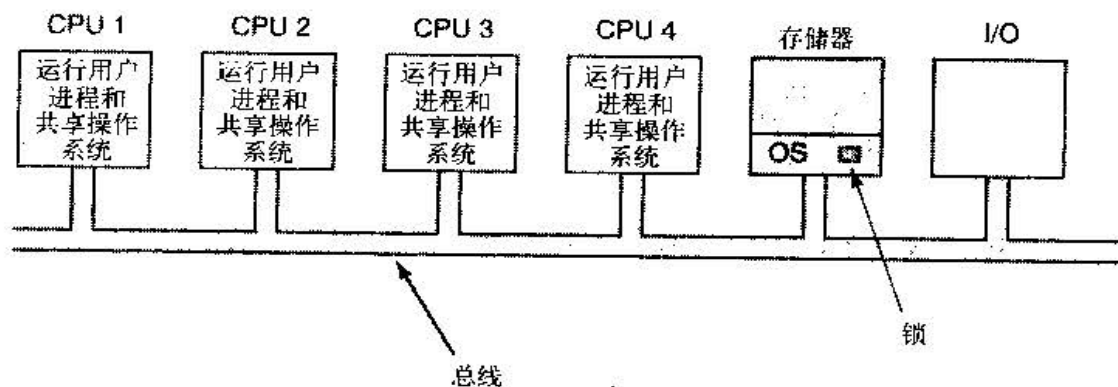 CPU 1
CPU 2
CPU 3
CPU 4
存储器
I/O
运行用户
进程和
共享操作
系统
运行用户
进程和
共享操作
系统
运行用户
进程和
共享操作
系统
运行用户
进程和
共享操作
系统
OS
锁
总线